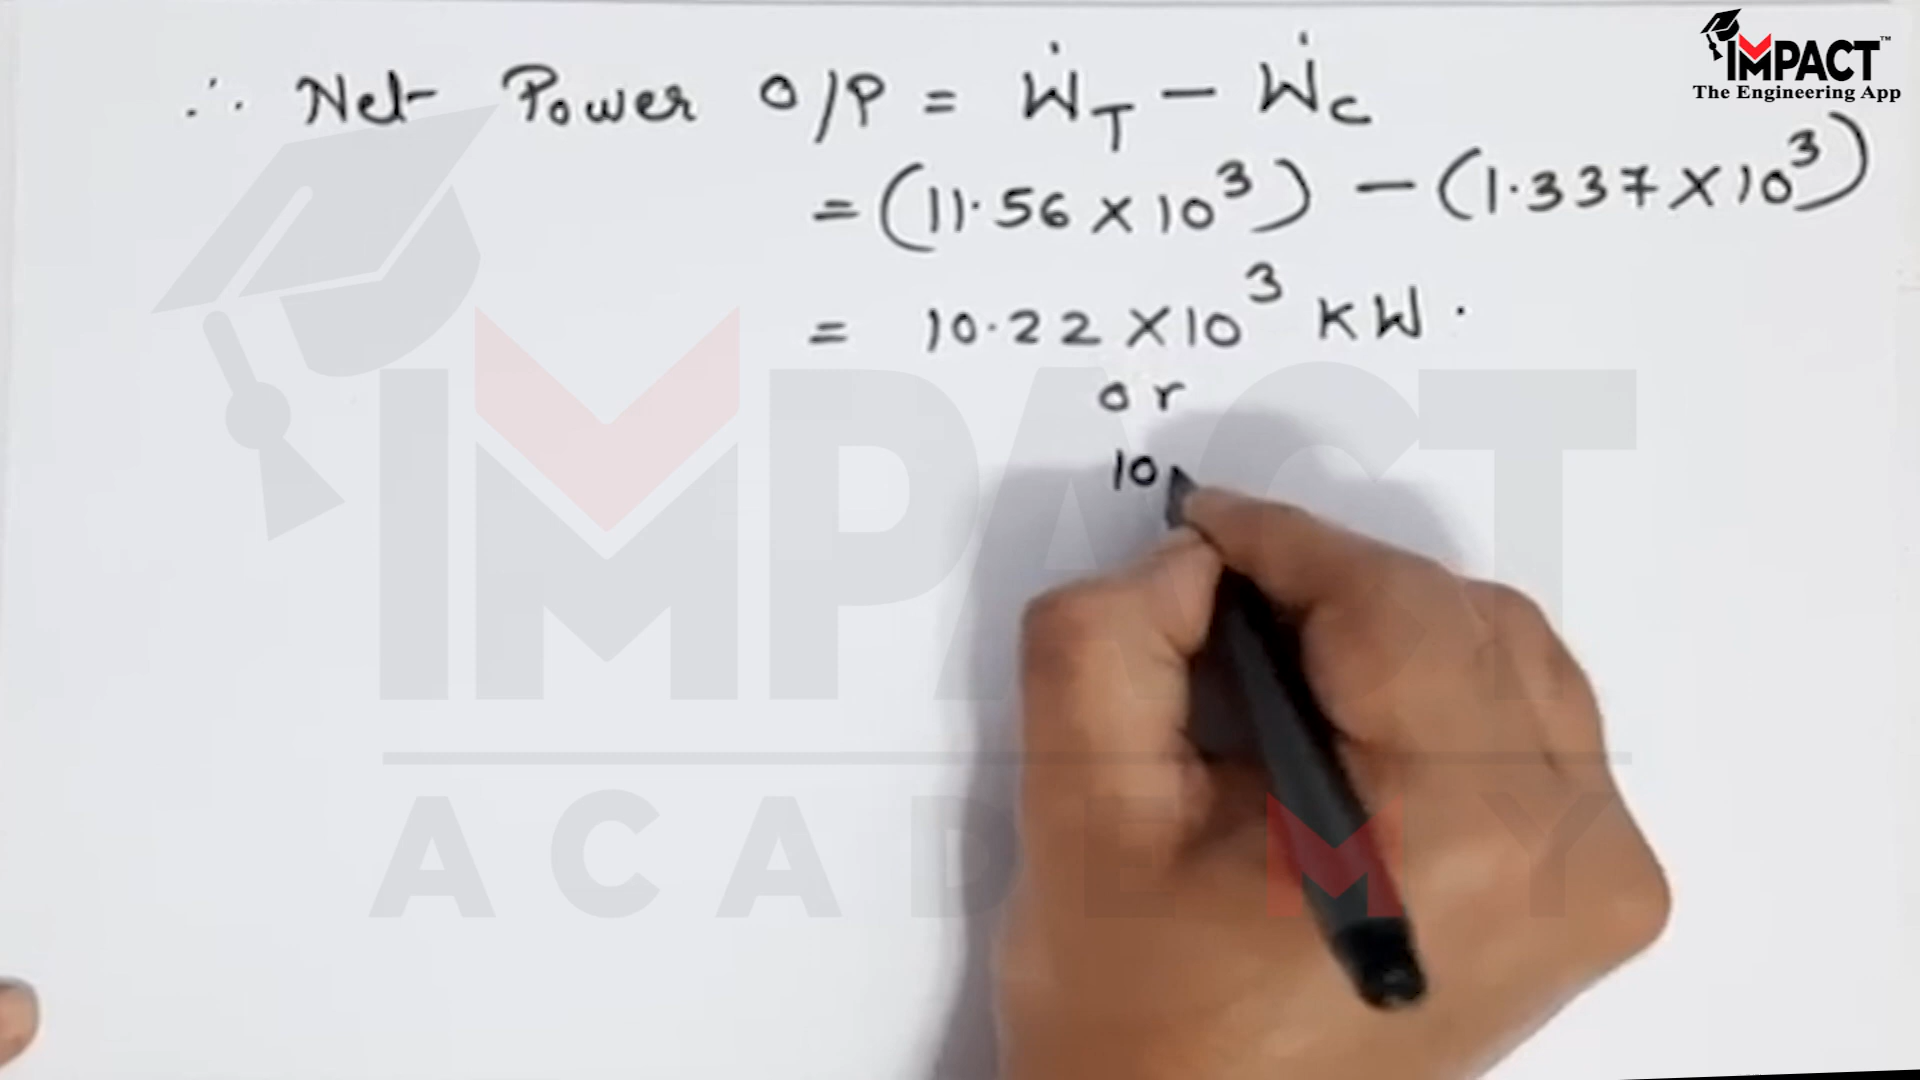 IMPACT™
The Engineering App
∴ Net Power O/P = Ẇ_T − Ẇ_C
= (11.56 × 10³) − (1.337 × 10³)
= 10.22 × 10³ KW.
or
10
IMPACT
ACADEMY